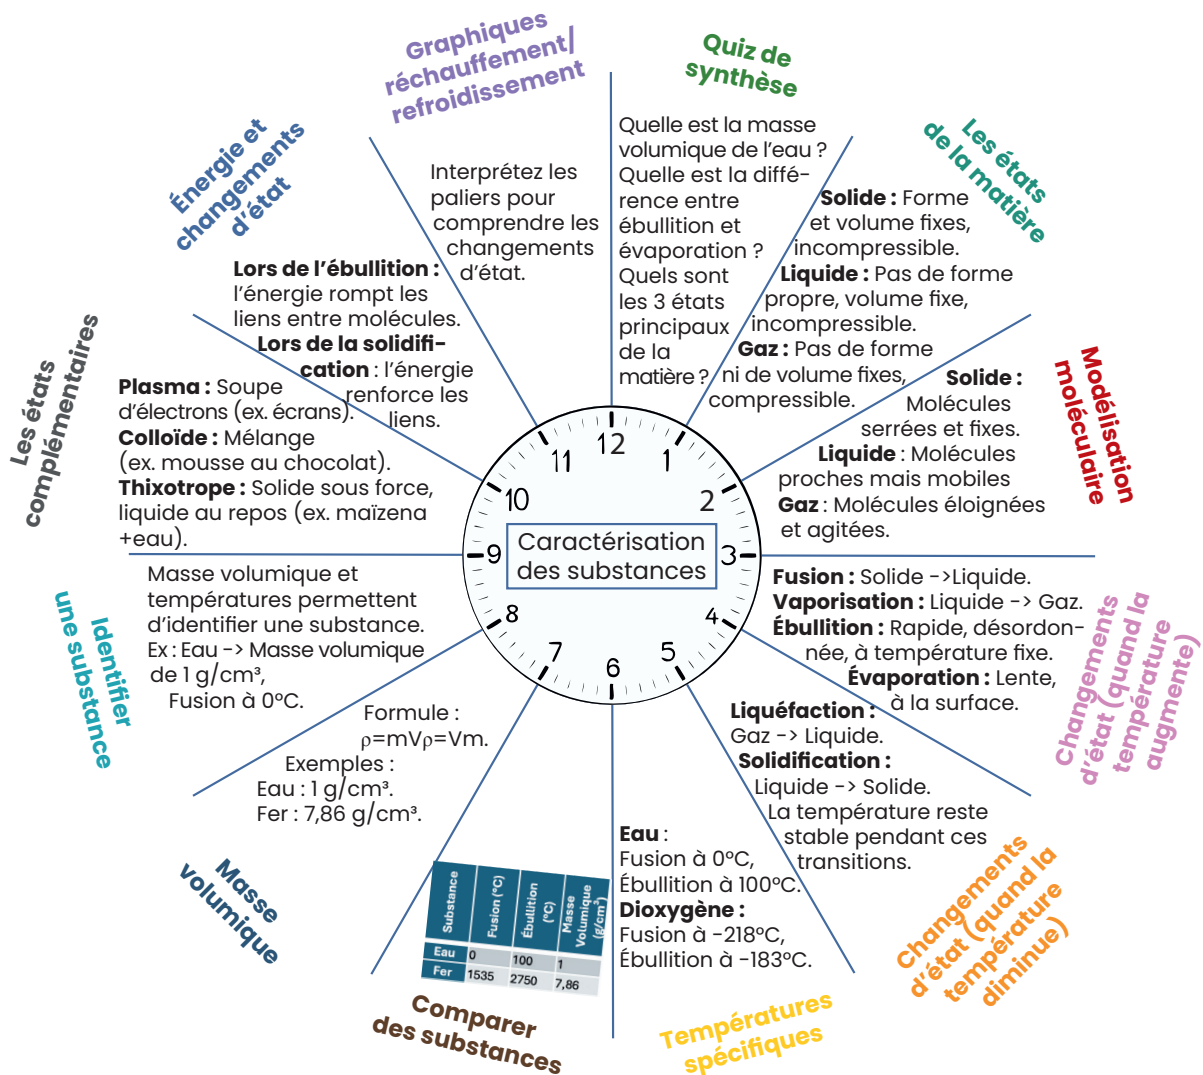 Quiz de
synthèse
Quelle est la masse
volumique de l'eau ?
Quelle est la diffé-
rence entre
ébullition et
évaporation ?
Quels sont
les 3 états
principaux
de la
matière ?
Les états
de la matière
Solide : Forme
et volume fixes,
incompressible.
Liquide : Pas de forme
propre, volume fixe,
incompressible.
Gaz : Pas de forme
ni de volume fixes,
compressible.
Modélisation
moléculaire
Solide :
Molécules
serrées et fixes.
Liquide : Molécules
proches mais mobiles
Gaz : Molécules éloignées
et agitées.
Changements
d'état (quand la
température
augmente)
Fusion : Solide ->Liquide.
Vaporisation : Liquide -> Gaz.
Ébullition : Rapide, désordon-
née, à température fixe.
Évaporation : Lente,
à la surface.
Changements
d'état (quand la
température
diminue)
Liquéfaction :
Gaz -> Liquide.
Solidification :
Liquide -> Solide.
La température reste
stable pendant ces
transitions.
Températures
spécifiques
Eau :
Fusion à 0°C,
Ébullition à 100°C.
Dioxygène :
Fusion à -218°C,
Ébullition à -183°C.
Comparer
des substances
Substance
Fusion (°C)
Ébullition
(°C)
Masse
Volumique
(g/cm³)
Eau 0 100 1
Fer 1535 2750 7,86
Masse
volumique
Formule :
ρ=mVρ=Vm.
Exemples :
Eau : 1 g/cm³.
Fer : 7,86 g/cm³.
Identifier
une substance
Masse volumique et
températures permettent
d'identifier une substance.
Ex : Eau -> Masse volumique
de 1 g/cm³,
Fusion à 0°C.
Les états
complémentaires
Plasma : Soupe
d'électrons (ex. écrans).
Colloïde : Mélange
(ex. mousse au chocolat).
Thixotrope : Solide sous force,
liquide au repos (ex. maïzena
+eau).
Énergie et
changements
d'état
Lors de l'ébullition :
l'énergie rompt les
liens entre molécules.
Lors de la solidifi-
cation : l'énergie
renforce les
liens.
Graphiques
réchauffement/
refroidissement
Interprétez les
paliers pour
comprendre les
changements
d'état.
12
1
2
3
4
5
6
7
8
9
10
11
Caractérisation
des substances